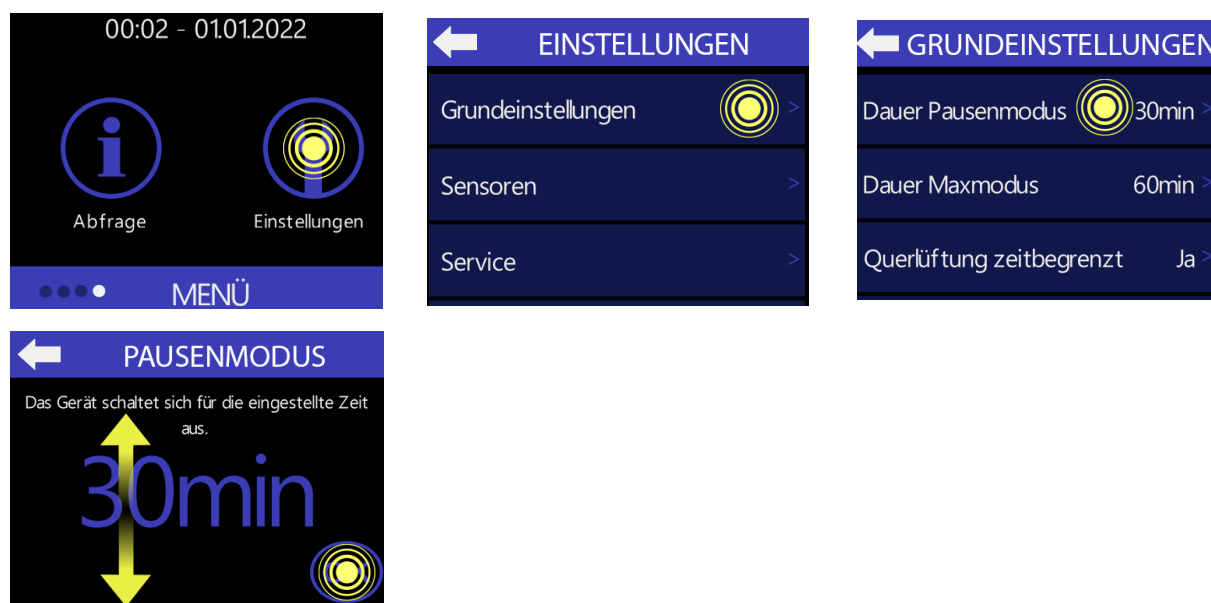 00:02 - 01.01.2022
Abfrage
Einstellungen
MENÜ
EINSTELLUNGEN
Grundeinstellungen >
Sensoren >
Service >
GRUNDEINSTELLUNGEN
Dauer Pausenmodus 30min >
Dauer Maxmodus 60min >
Querlüftung zeitbegrenzt Ja >
PAUSENMODUS
Das Gerät schaltet sich für die eingestellte Zeit
aus.
30min